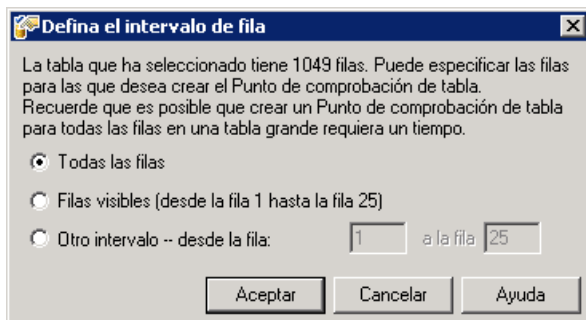 Defina el intervalo de fila
La tabla que ha seleccionado tiene 1049 filas. Puede especificar las filas
para las que desea crear el Punto de comprobación de tabla.
Recuerde que es posible que crear un Punto de comprobación de tabla
para todas las filas en una tabla grande requiera un tiempo.
Todas las filas
Filas visibles (desde la fila 1 hasta la fila 25)
Otro intervalo -- desde la fila: 1 a la fila 25
Aceptar Cancelar Ayuda